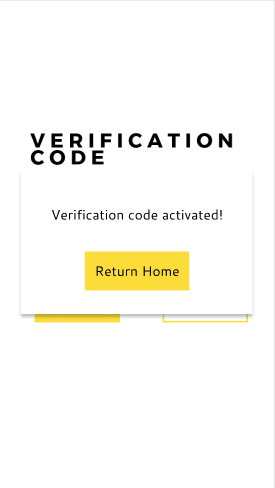 VERIFICATION
CODE
Verification code activated!
Return Home